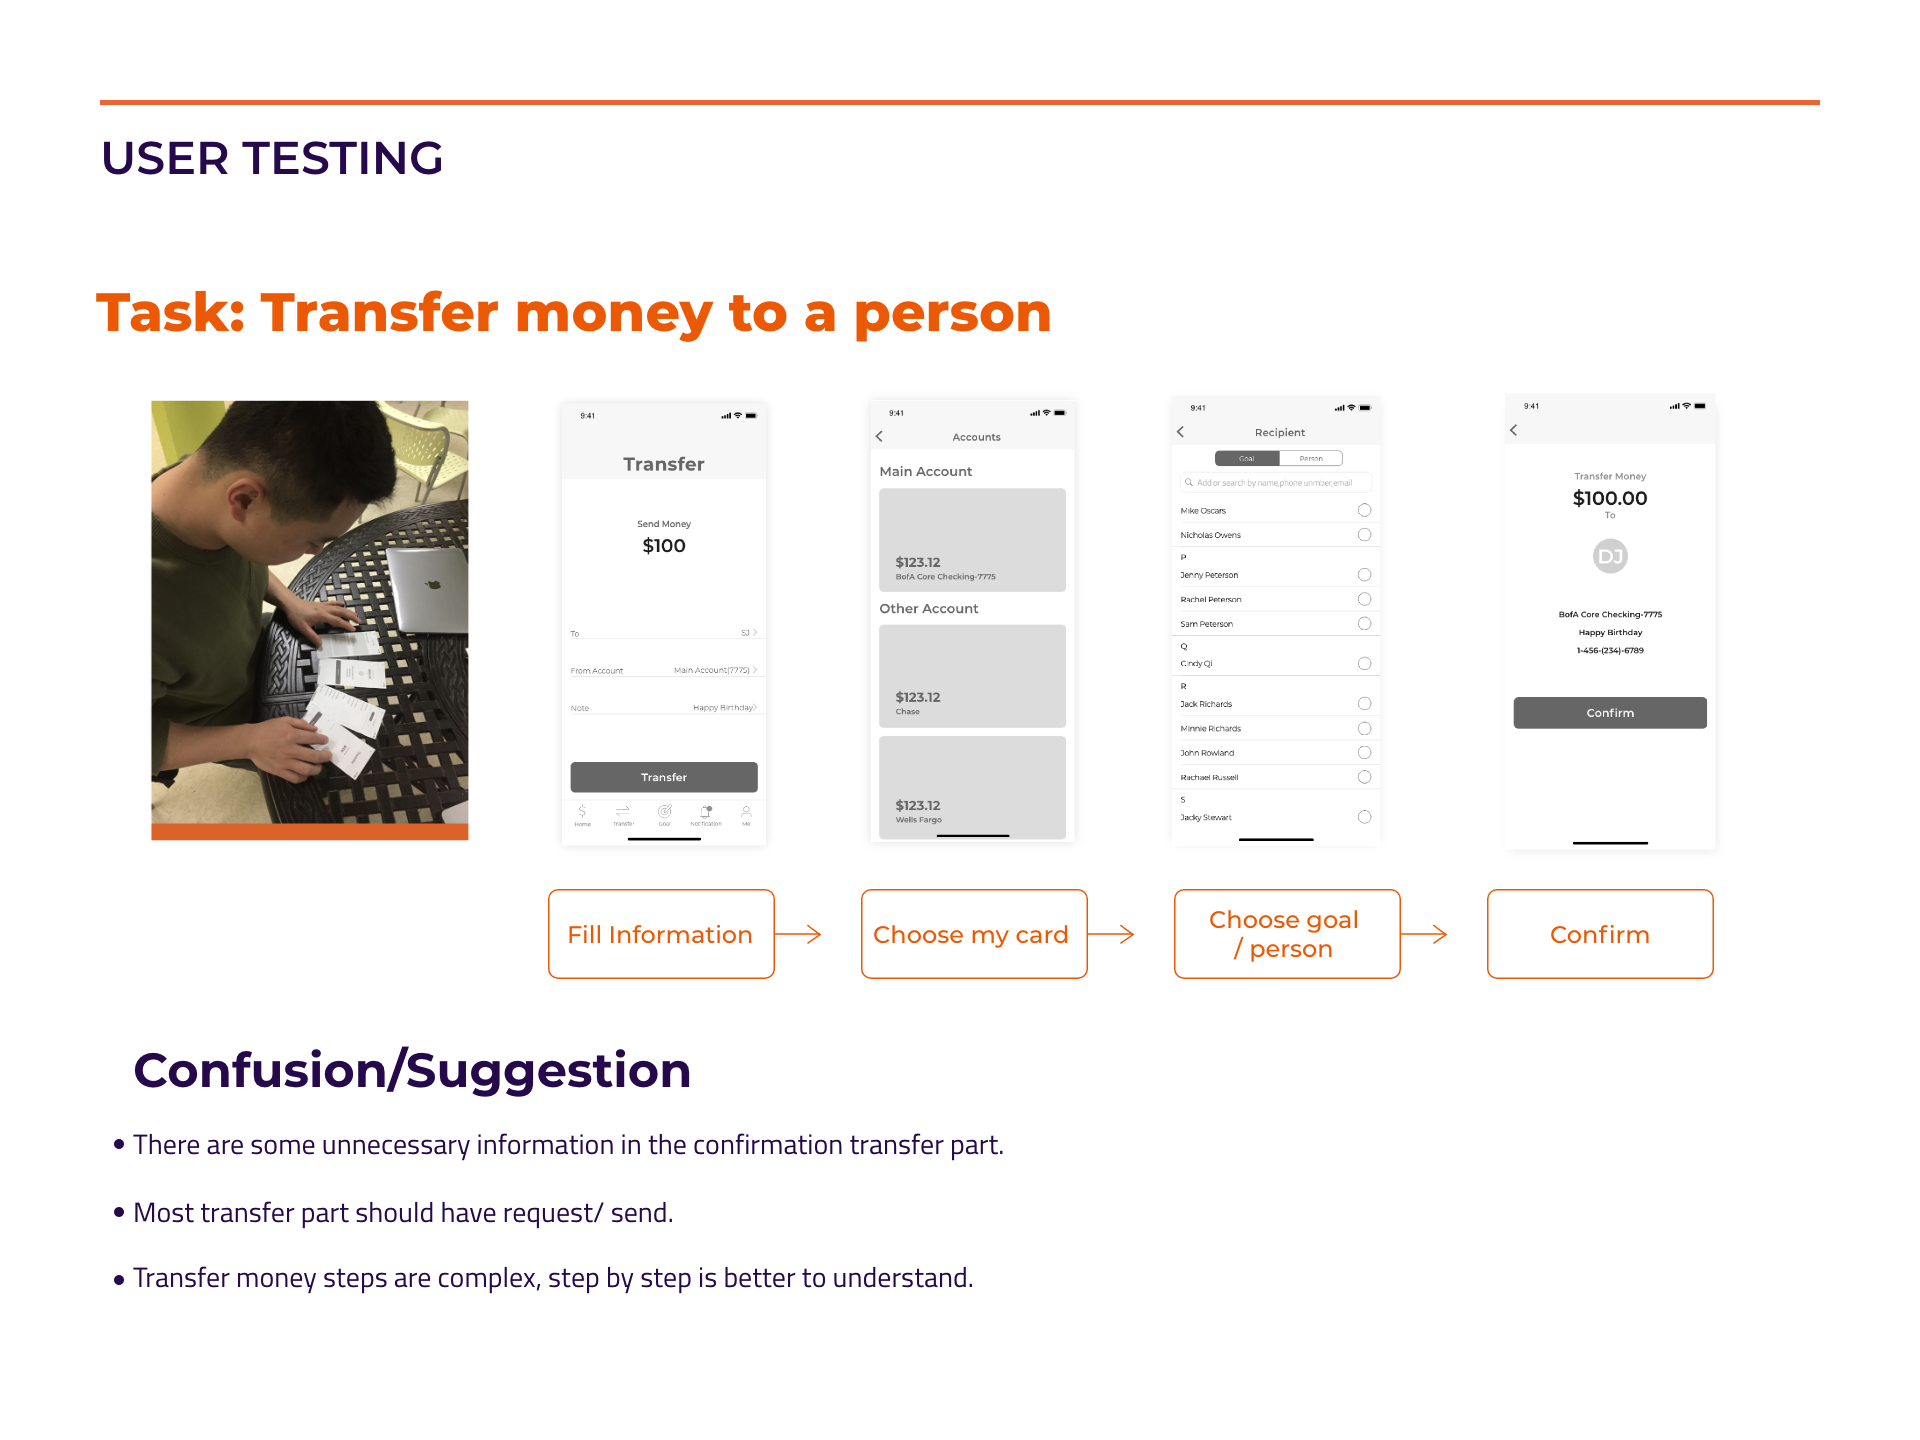 USER TESTING
Task: Transfer money to a person
9:41
Transfer
Send Money
$100
To
SJ
From Account
Main Account(7775)
Note
Happy Birthday
Transfer
Home
Transfer
Goal
Notification
Me
9:41
Accounts
Main Account
$123.12
BofA Core Checking-7775
Other Account
$123.12
Chase
$123.12
Wells Fargo
9:41
Recipient
Goal
Person
Add or search by name,phone unmber,email
Mike Oscars
Nicholas Owens
P
Jenny Peterson
Rachel Peterson
Sam Peterson
Q
Cindy Qi
R
Jack Richards
Minnie Richards
John Rowland
Rachael Russell
S
Jacky Stewart
9:41
Transfer Money
$100.00
To
DJ
BofA Core Checking-7775
Happy Birthday
1-456-(234)-6789
Confirm
Fill Information
Choose my card
Choose goal
/ person
Confirm
Confusion/Suggestion
There are some unnecessary information in the confirmation transfer part.
Most transfer part should have request/ send.
Transfer money steps are complex, step by step is better to understand.